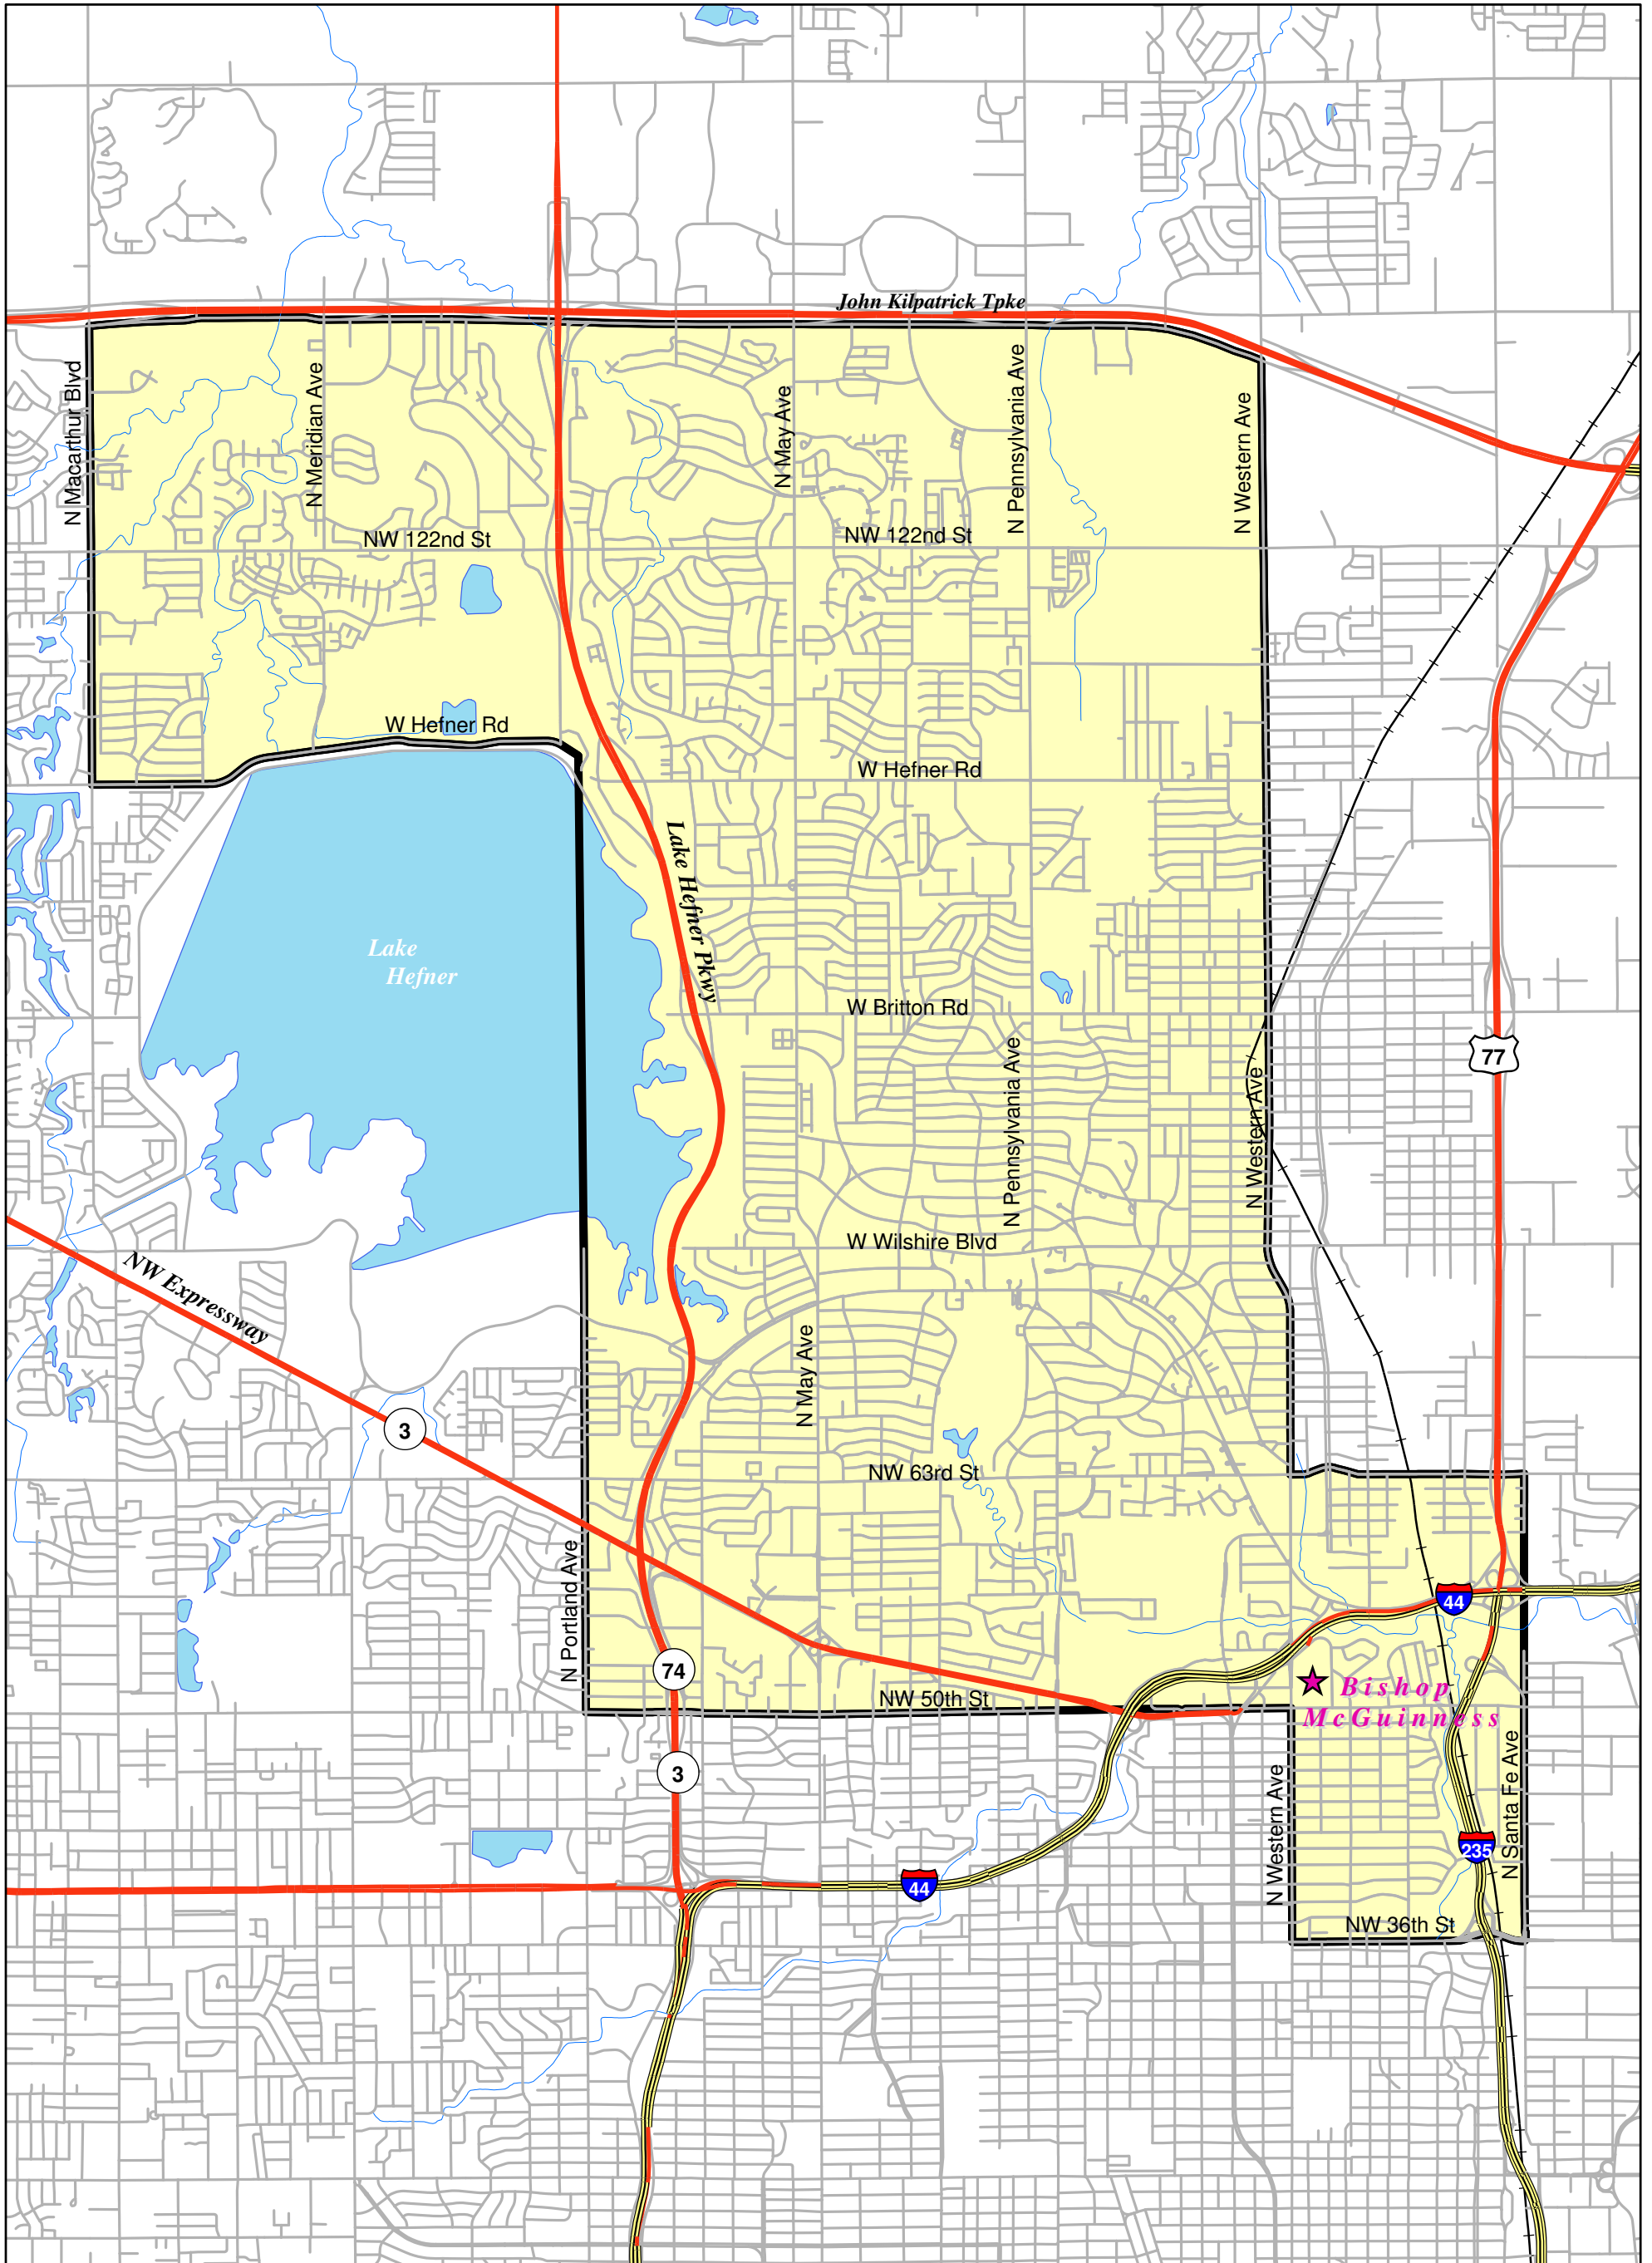 John Kilpatrick Tpke
N Macarthur Blvd
N Meridian Ave
N May Ave
N Pennsylvania Ave
N Western Ave
NW 122nd St
NW 122nd St
W Hefner Rd
W Hefner Rd
Lake Hefner Pkwy
Lake
Hefner
W Britton Rd
77
N Pennsylvania Ave
N Western Ave
W Wilshire Blvd
NW Expressway
N May Ave
3
NW 63rd St
N Portland Ave
44
74
NW 50th St
Bishop
McGuinness
3
N Western Ave
N Santa Fe Ave
235
44
NW 36th St